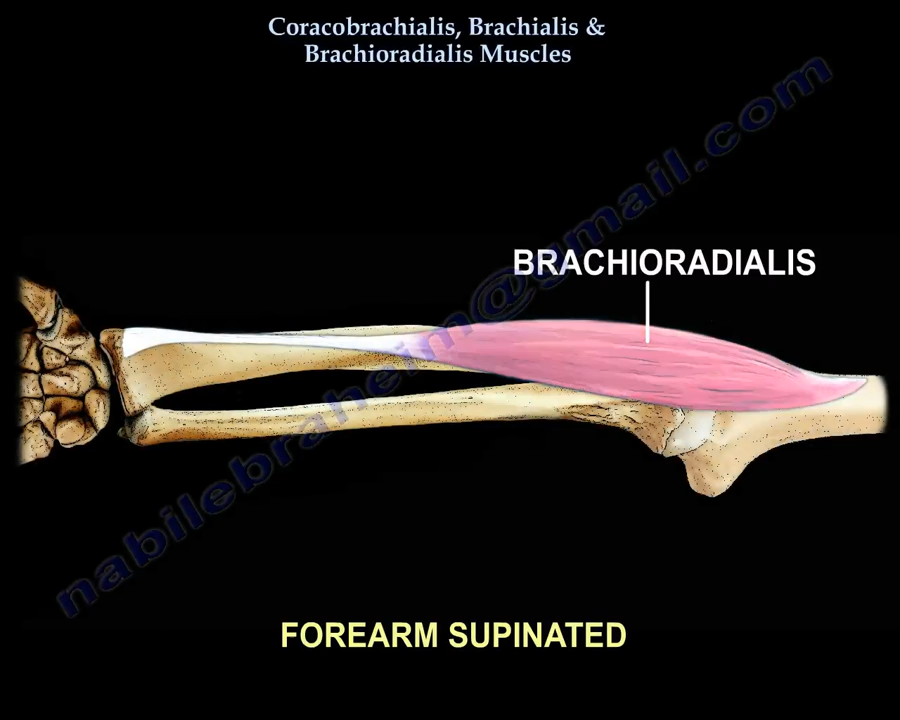 Coracobrachialis, Brachialis &
Brachioradialis Muscles
BRACHIORADIALIS
nabilebraheim@gmail.com
FOREARM SUPINATED